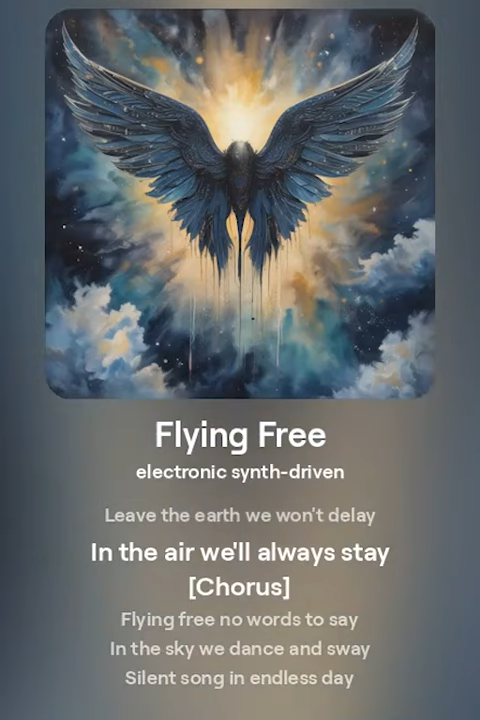 Flying Free
electronic synth-driven
Leave the earth we won't delay
In the air we'll always stay
[Chorus]
Flying free no words to say
In the sky we dance and sway
Silent song in endless day